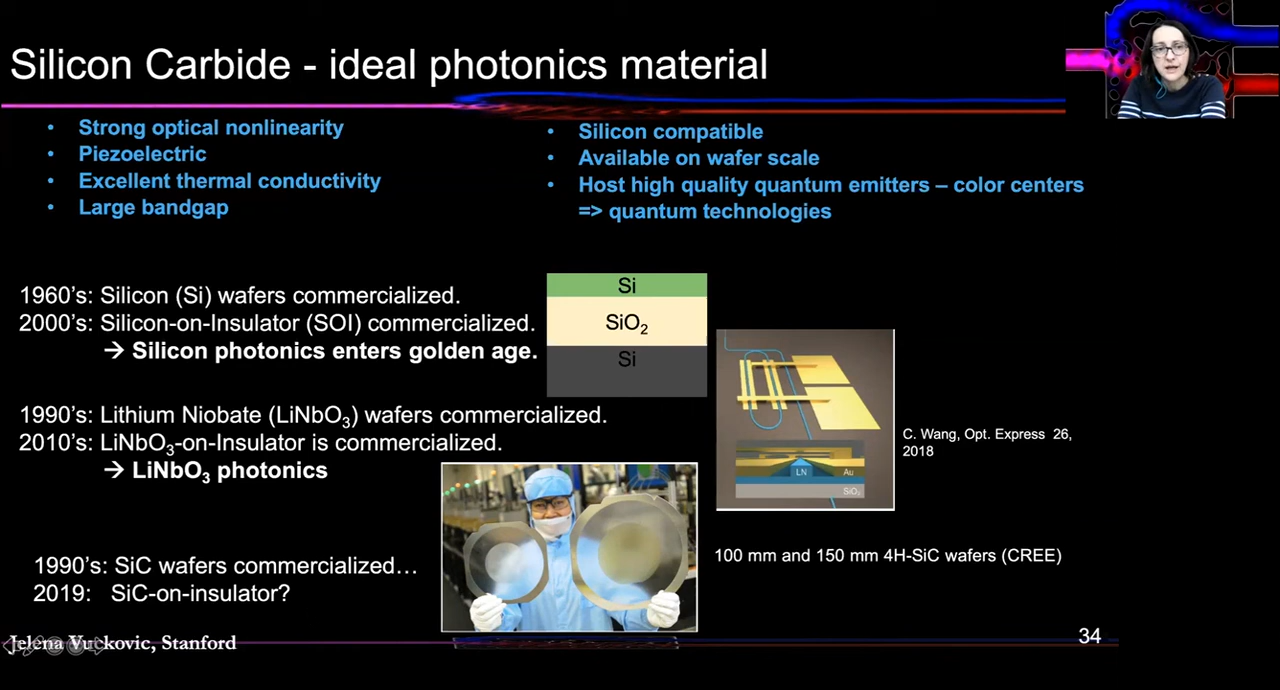 Silicon Carbide - ideal photonics material
• Strong optical nonlinearity
• Piezoelectric
• Excellent thermal conductivity
• Large bandgap
• Silicon compatible
• Available on wafer scale
• Host high quality quantum emitters – color centers
=> quantum technologies
1960's: Silicon (Si) wafers commercialized.
2000's: Silicon-on-Insulator (SOI) commercialized.
→ Silicon photonics enters golden age.
Si
SiO₂
Si
1990's: Lithium Niobate (LiNbO₃) wafers commercialized.
2010's: LiNbO₃-on-Insulator is commercialized.
→ LiNbO₃ photonics
LN
Au
SiO₂
C. Wang, Opt. Express 26,
2018
1990's: SiC wafers commercialized…
2019: SiC-on-insulator?
100 mm and 150 mm 4H-SiC wafers (CREE)
Jelena Vuckovic, Stanford
34